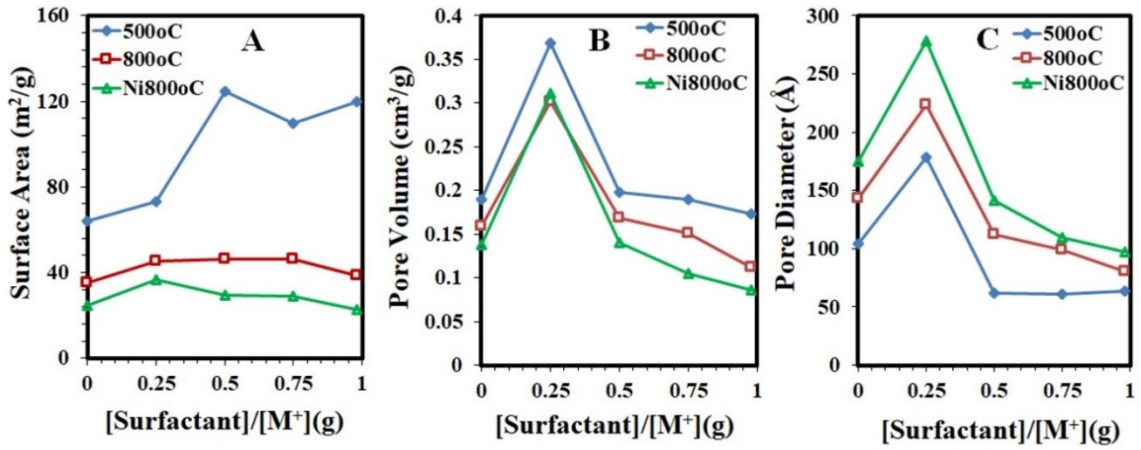 160
120
80
40
0
Surface Area (m²/g)
500oC
800oC
Ni800oC
A
0 0.25 0.5 0.75 1
[Surfactant]/[M⁺](g)
0.4
0.35
0.3
0.25
0.2
0.15
0.1
0.05
0
Pore Volume (cm³/g)
B
500oC
800oC
Ni800oC
0 0.25 0.5 0.75 1
[Surfactant]/[M⁺](g)
300
250
200
150
100
50
0
Pore Diameter (Å)
C
500oC
800oC
Ni800oC
0 0.25 0.5 0.75 1
[Surfactant]/[M⁺](g)